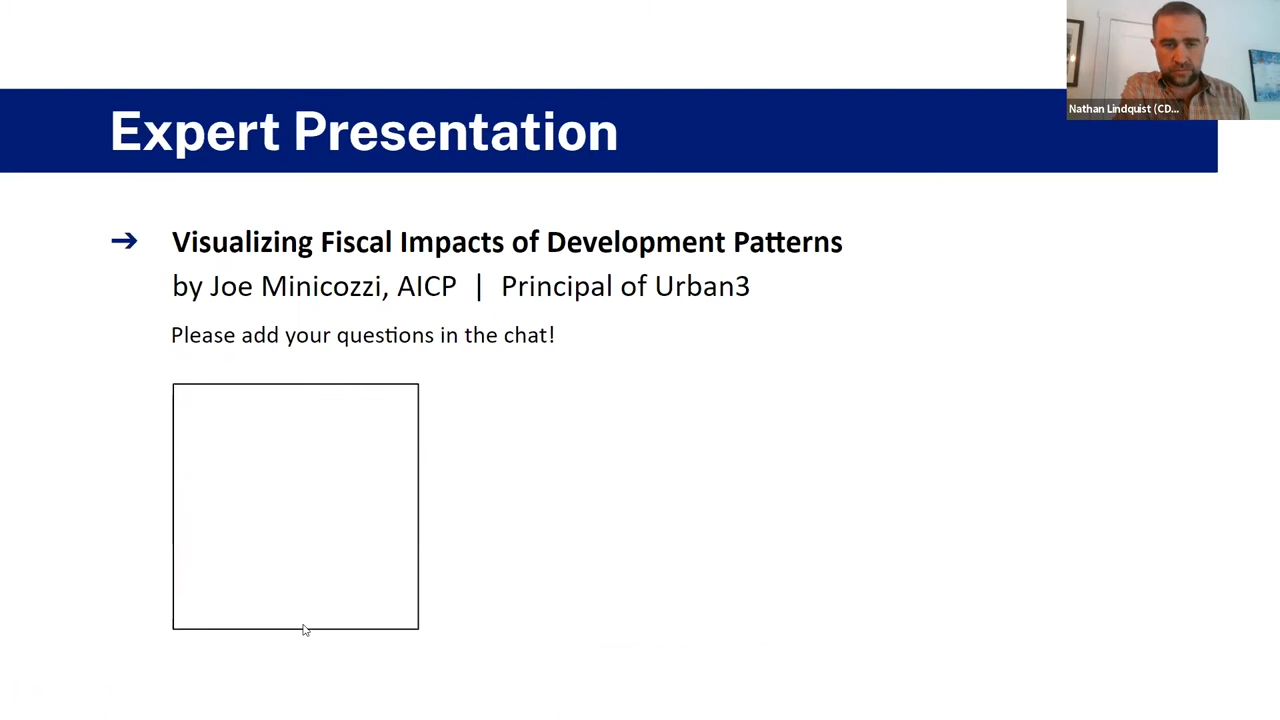 Expert Presentation
Nathan Lindquist (CD...
➔ Visualizing Fiscal Impacts of Development Patterns
by Joe Minicozzi, AICP | Principal of Urban3
Please add your questions in the chat!